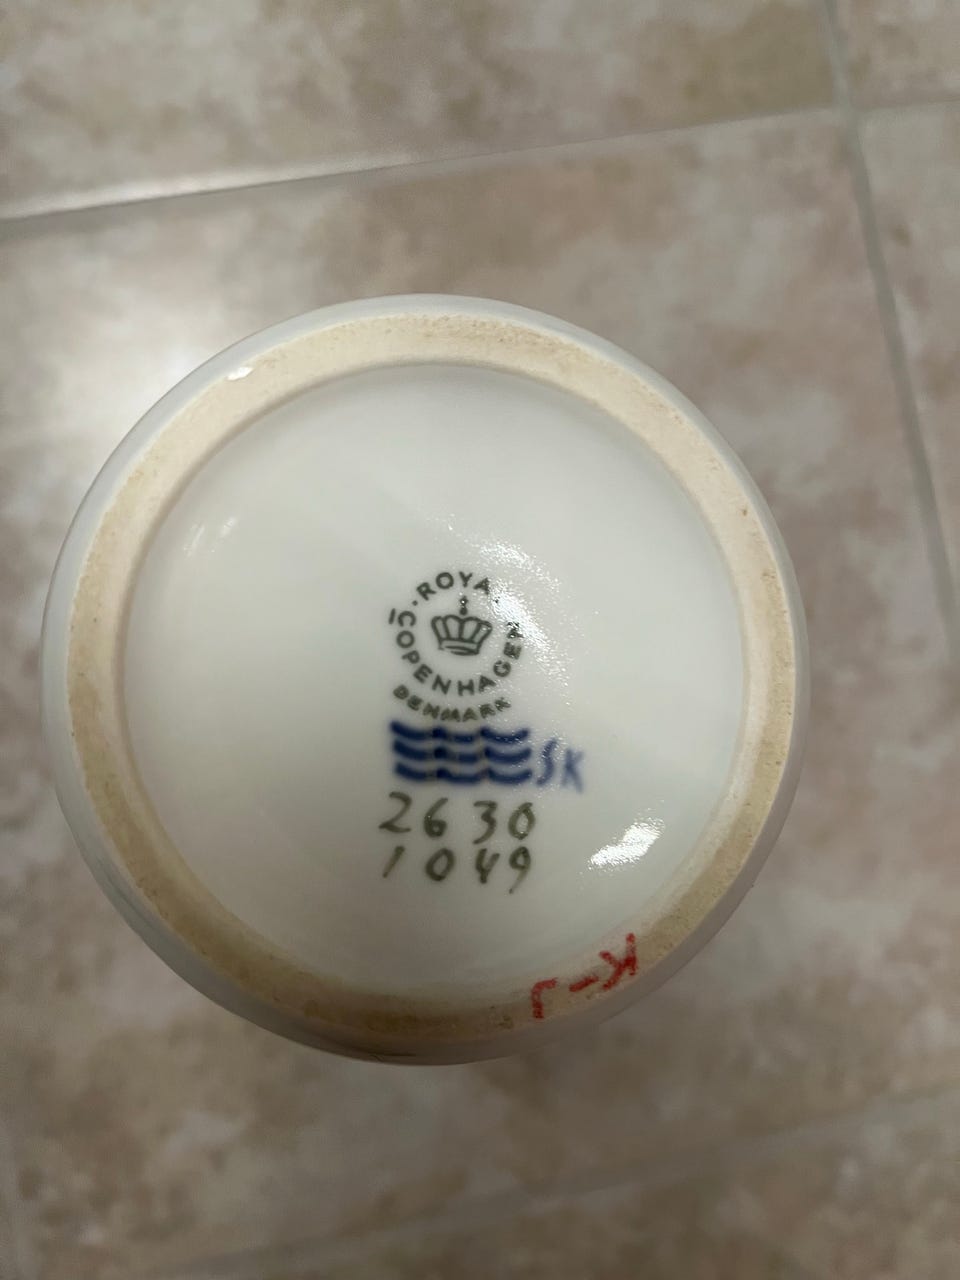 ROYAL
COPENHAGEN
DENMARK
SK
2630
1049
K-J